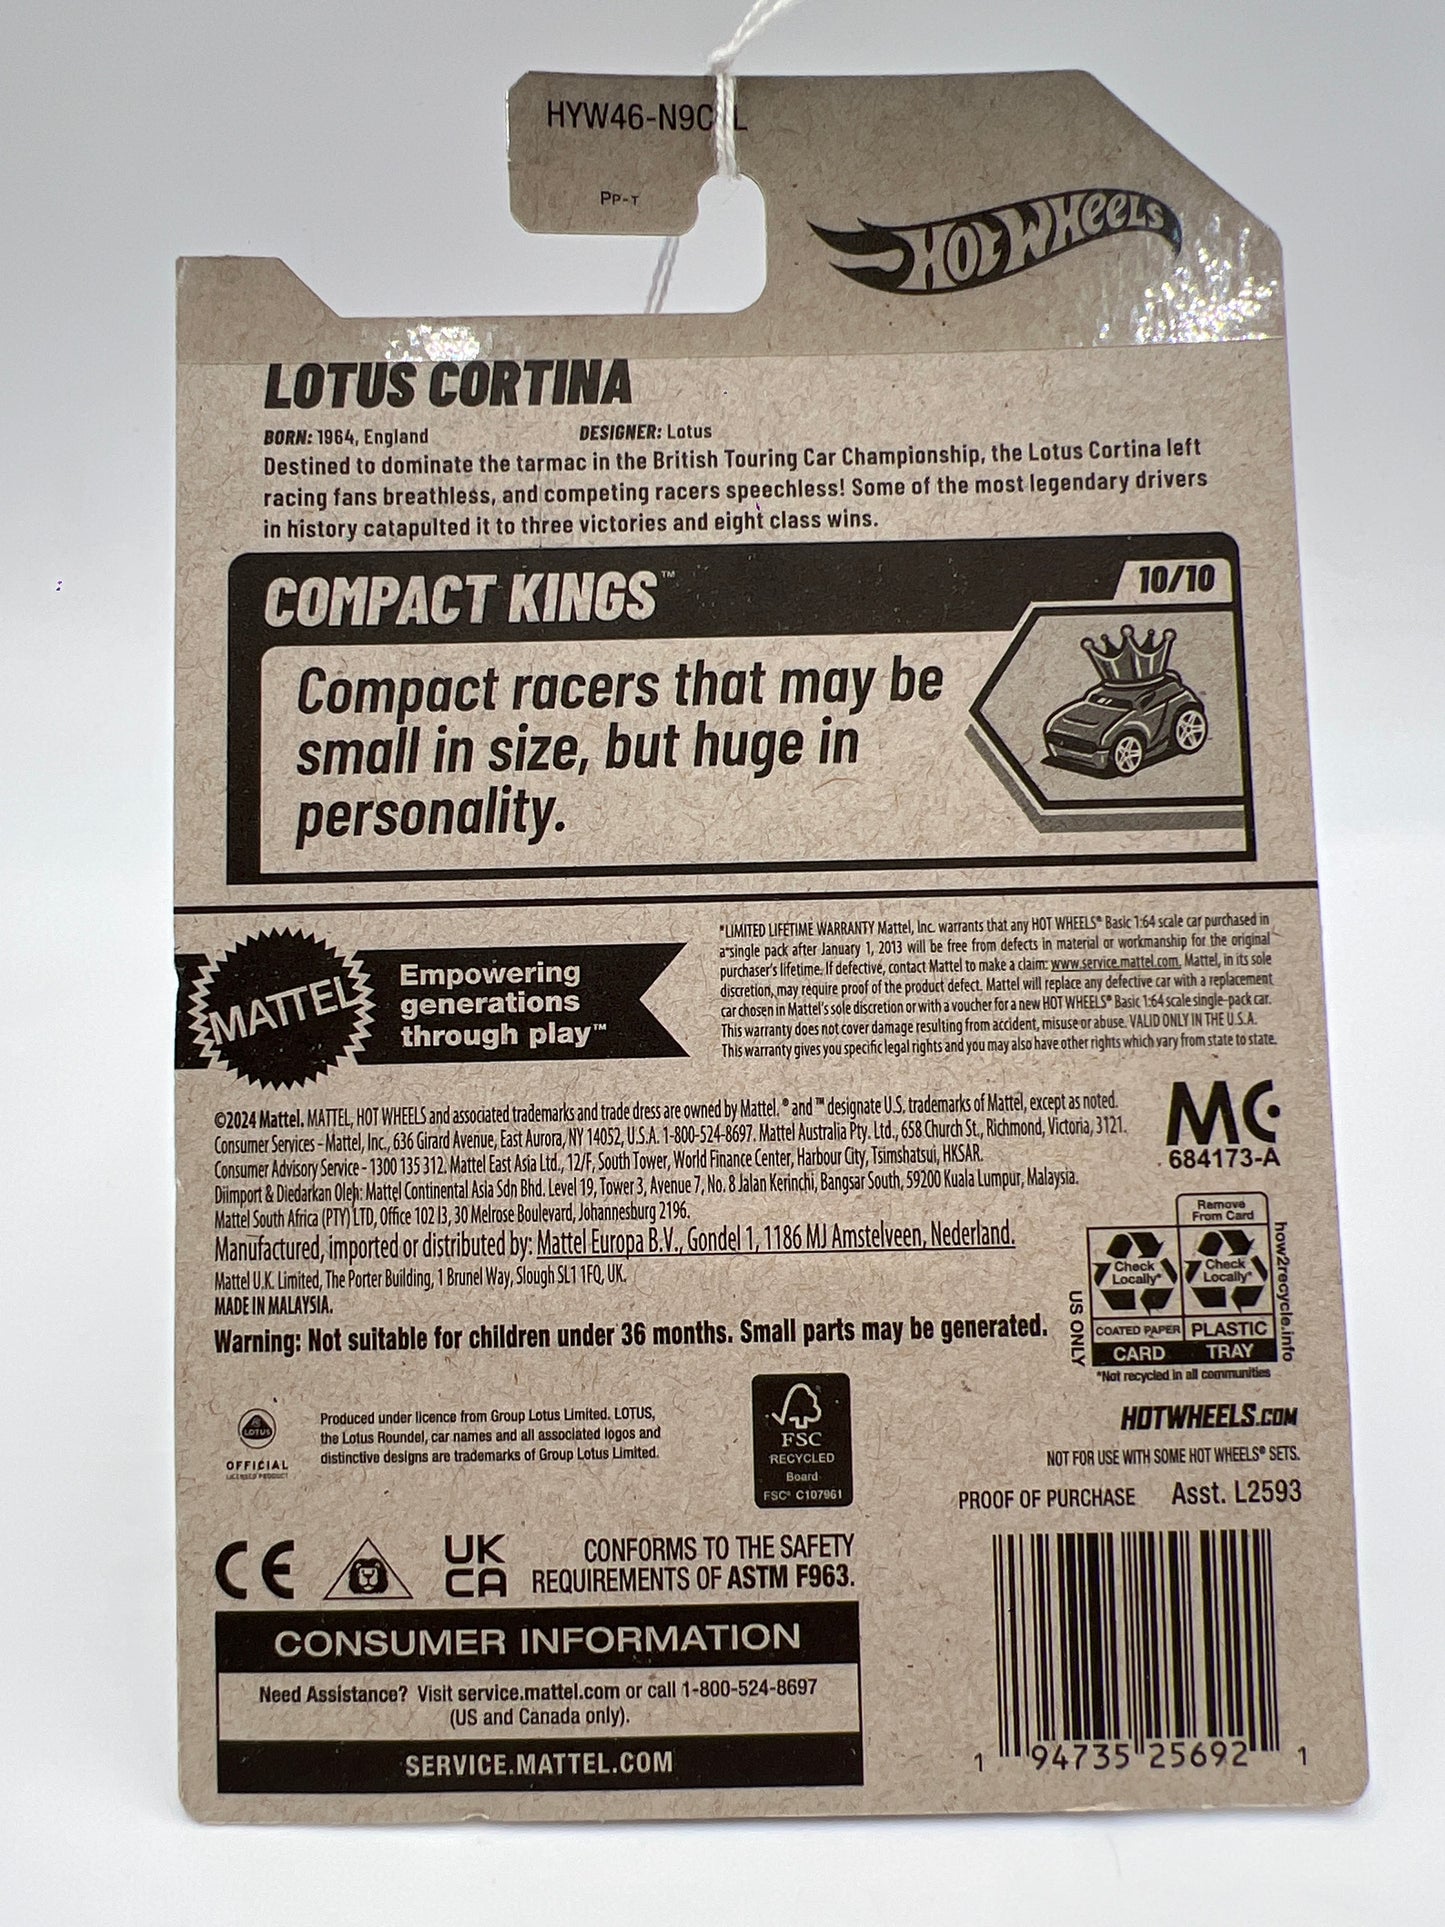 HYW46-N9C L
PP-T
HOT WHEELS
LOTUS CORTINA
BORN: 1964, England
DESIGNER: Lotus
Destined to dominate the tarmac in the British Touring Car Championship, the Lotus Cortina left
racing fans breathless, and competing racers speechless! Some of the most legendary drivers
in history catapulted it to three victories and eight class wins.
COMPACT KINGS™
10/10
Compact racers that may be
small in size, but huge in
personality.
MATTEL
Empowering
generations
through play™
*LIMITED LIFETIME WARRANTY Mattel, Inc. warrants that any HOT WHEELS® Basic 1:64 scale car purchased in
a single pack after January 1, 2013 will be free from defects in material or workmanship for the original
purchaser's lifetime. If defective, contact Mattel to make a claim: www.service.mattel.com. Mattel, in its sole
discretion, may require proof of the product defect. Mattel will replace any defective car with a replacement
car chosen in Mattel's sole discretion or with a voucher for a new HOT WHEELS® Basic 1:64 scale single-pack car.
This warranty does not cover damage resulting from accident, misuse or abuse. VALID ONLY IN THE U.S.A.
This warranty gives you specific legal rights and you may also have other rights which vary from state to state.
©2024 Mattel. MATTEL, HOT WHEELS and associated trademarks and trade dress are owned by Mattel. ® and ™ designate U.S. trademarks of Mattel, except as noted.
Consumer Services - Mattel, Inc., 636 Girard Avenue, East Aurora, NY 14052, U.S.A. 1-800-524-8697. Mattel Australia Pty. Ltd., 658 Church St., Richmond, Victoria, 3121.
Consumer Advisory Service - 1300 135 312. Mattel East Asia Ltd., 12/F, South Tower, World Finance Center, Harbour City, Tsimshatsui, HKSAR.
Diimport & Diedarkan Oleh: Mattel Continental Asia Sdn Bhd. Level 19, Tower 3, Avenue 7, No. 8 Jalan Kerinchi, Bangsar South, 59200 Kuala Lumpur, Malaysia.
Mattel South Africa (PTY) LTD, Office 102 I3, 30 Melrose Boulevard, Johannesburg 2196.
Manufactured, imported or distributed by: Mattel Europa B.V., Gondel 1, 1186 MJ Amstelveen, Nederland.
Mattel U.K. Limited, The Porter Building, 1 Brunel Way, Slough SL1 1FQ, UK.
MADE IN MALAYSIA.
Warning: Not suitable for children under 36 months. Small parts may be generated.
MC
684173-A
Remove
From Card
Check
Locally*
Check
Locally*
COATED PAPER
PLASTIC
CARD
TRAY
US ONLY
how2recycle.info
*Not recycled in all communities
LOTUS
OFFICIAL
LICENSED PRODUCT
Produced under licence from Group Lotus Limited. LOTUS,
the Lotus Roundel, car names and all associated logos and
distinctive designs are trademarks of Group Lotus Limited.
FSC
RECYCLED
Board
FSC® C107961
HOTWHEELS.COM
NOT FOR USE WITH SOME HOT WHEELS® SETS.
PROOF OF PURCHASE
Asst. L2593
CE
UK
CA
CONFORMS TO THE SAFETY
REQUIREMENTS OF ASTM F963.
CONSUMER INFORMATION
Need Assistance? Visit service.mattel.com or call 1-800-524-8697
(US and Canada only).
SERVICE.MATTEL.COM
1 94735 25692 1